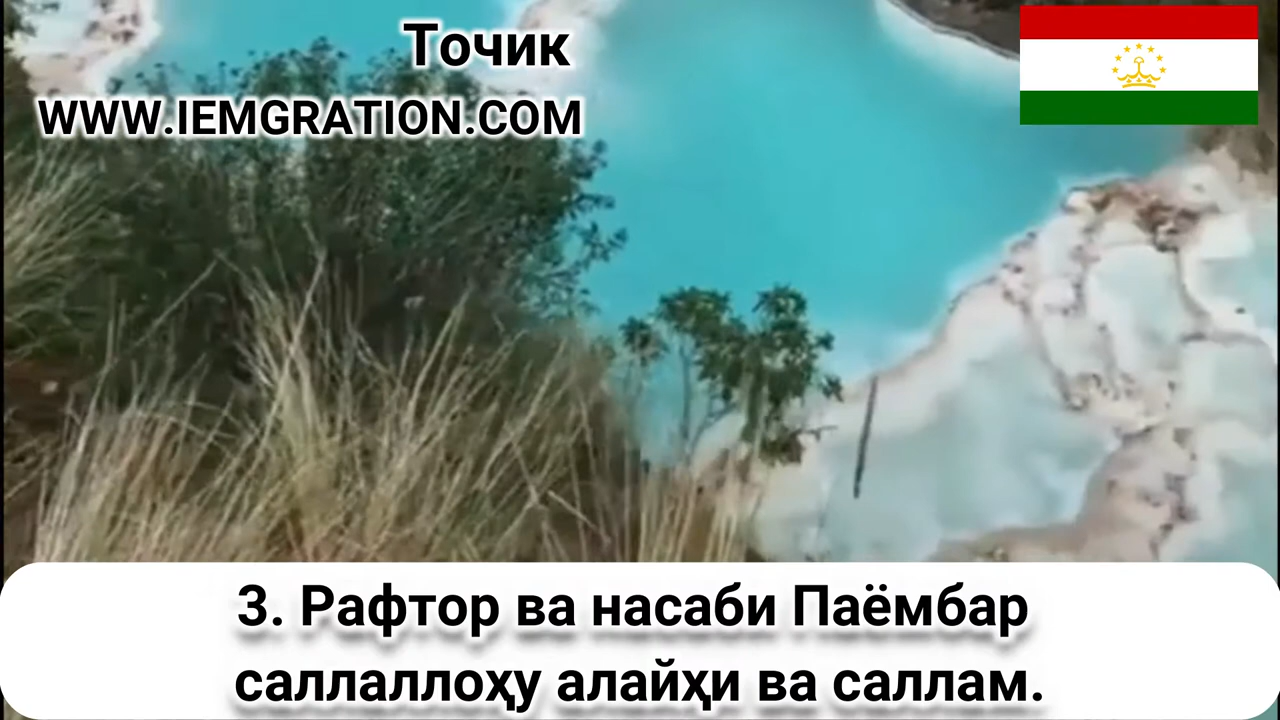 Точик
WWW.IEMGRATION.COM
3. Рафтор ва насаби Паёмбар
саллаллоҳу алайҳи ва саллам.